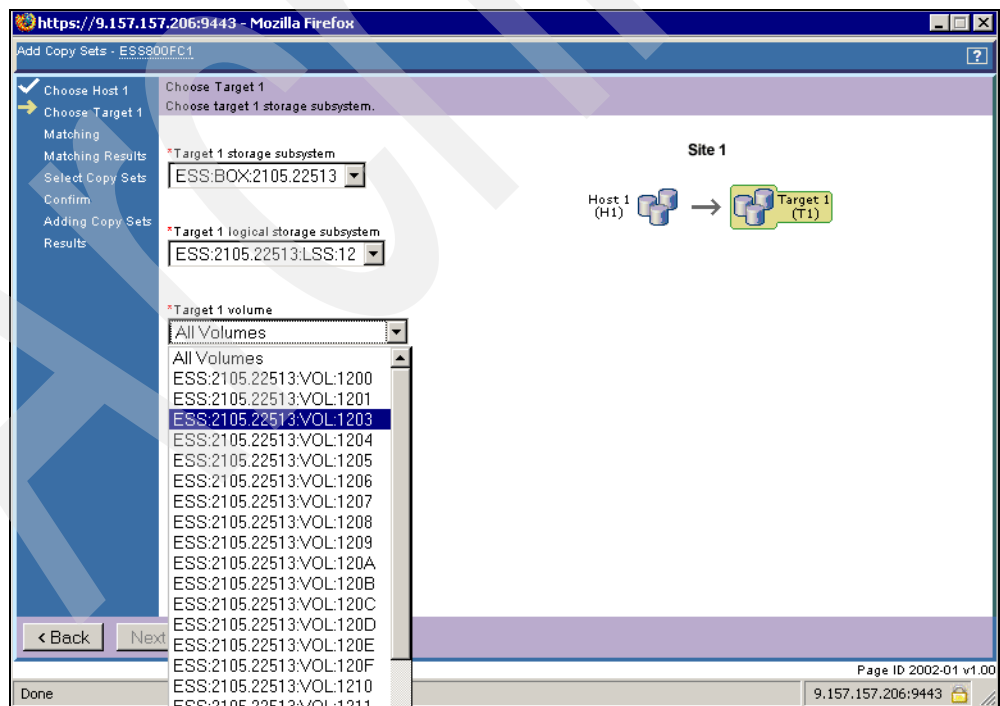 https://9.157.157.206:9443 - Mozilla Firefox
Add Copy Sets - ESS800FC1
?
Choose Host 1
Choose Target 1
Matching
Matching Results
Select Copy Sets
Confirm
Adding Copy Sets
Results
Choose Target 1
Choose target 1 storage subsystem.
*Target 1 storage subsystem
ESS:BOX:2105.22513
*Target 1 logical storage subsystem
ESS:2105.22513:LSS:12
*Target 1 volume
All Volumes
All Volumes
ESS:2105.22513:VOL:1200
ESS:2105.22513:VOL:1201
ESS:2105.22513:VOL:1203
ESS:2105.22513:VOL:1204
ESS:2105.22513:VOL:1205
ESS:2105.22513:VOL:1206
ESS:2105.22513:VOL:1207
ESS:2105.22513:VOL:1208
ESS:2105.22513:VOL:1209
ESS:2105.22513:VOL:120A
ESS:2105.22513:VOL:120B
ESS:2105.22513:VOL:120C
ESS:2105.22513:VOL:120D
ESS:2105.22513:VOL:120E
ESS:2105.22513:VOL:120F
ESS:2105.22513:VOL:1210
ESS:2105.22513:VOL:1211
Site 1
Host 1
(H1)
Target 1
(T1)
< Back
Next
Page ID 2002-01 v1.00
Done
9.157.157.206:9443